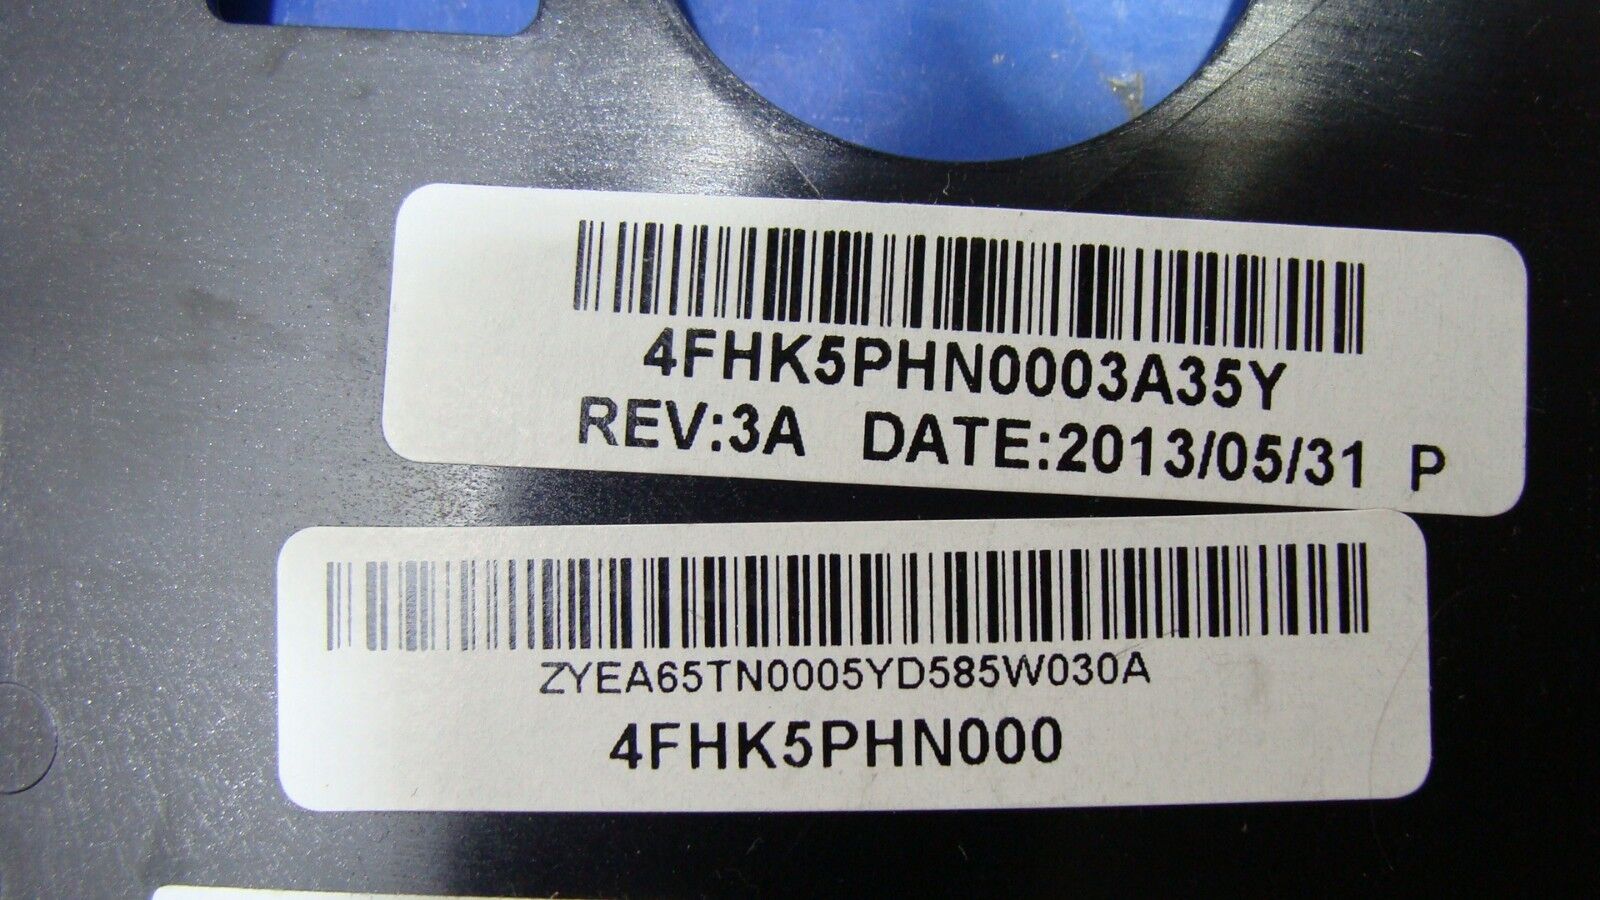 4FHK5PHN0003A35Y
REV:3A DATE:2013/05/31 P
ZYEA65TN0005YD585W030A
4FHK5PHN000